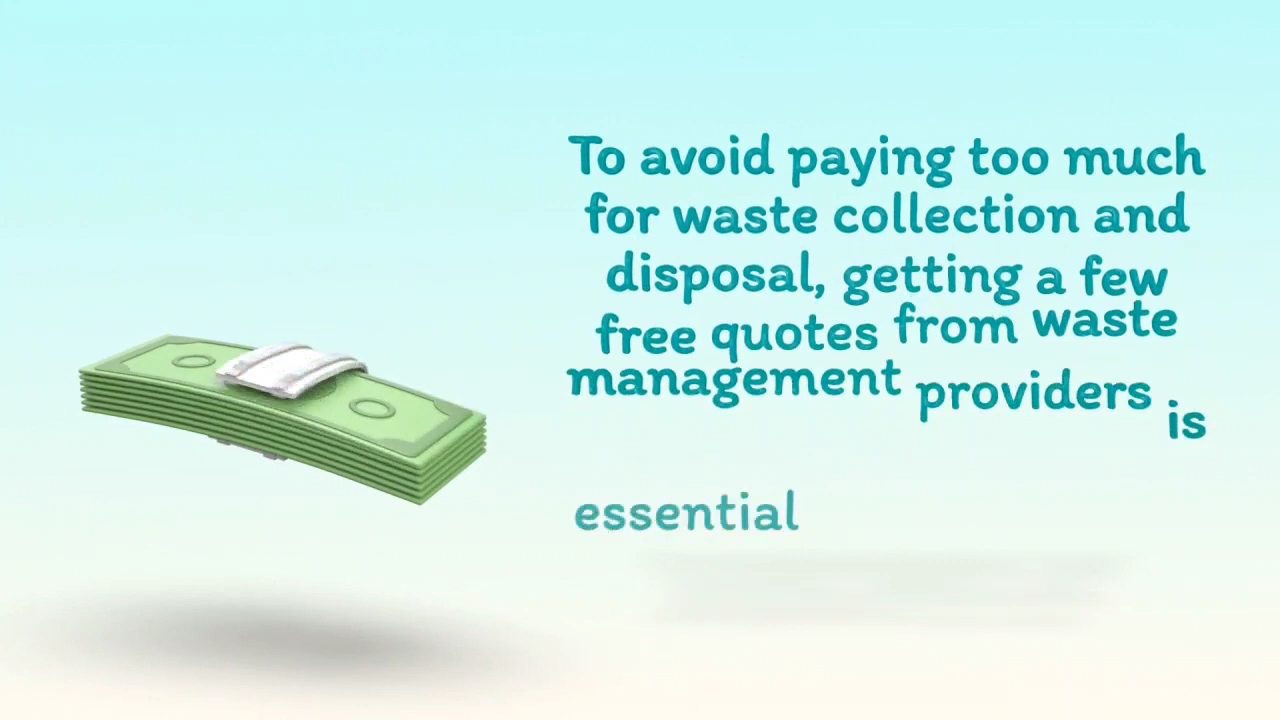 To avoid paying too much
for waste collection and
disposal, getting a few
free quotes from waste
management providers is
essential